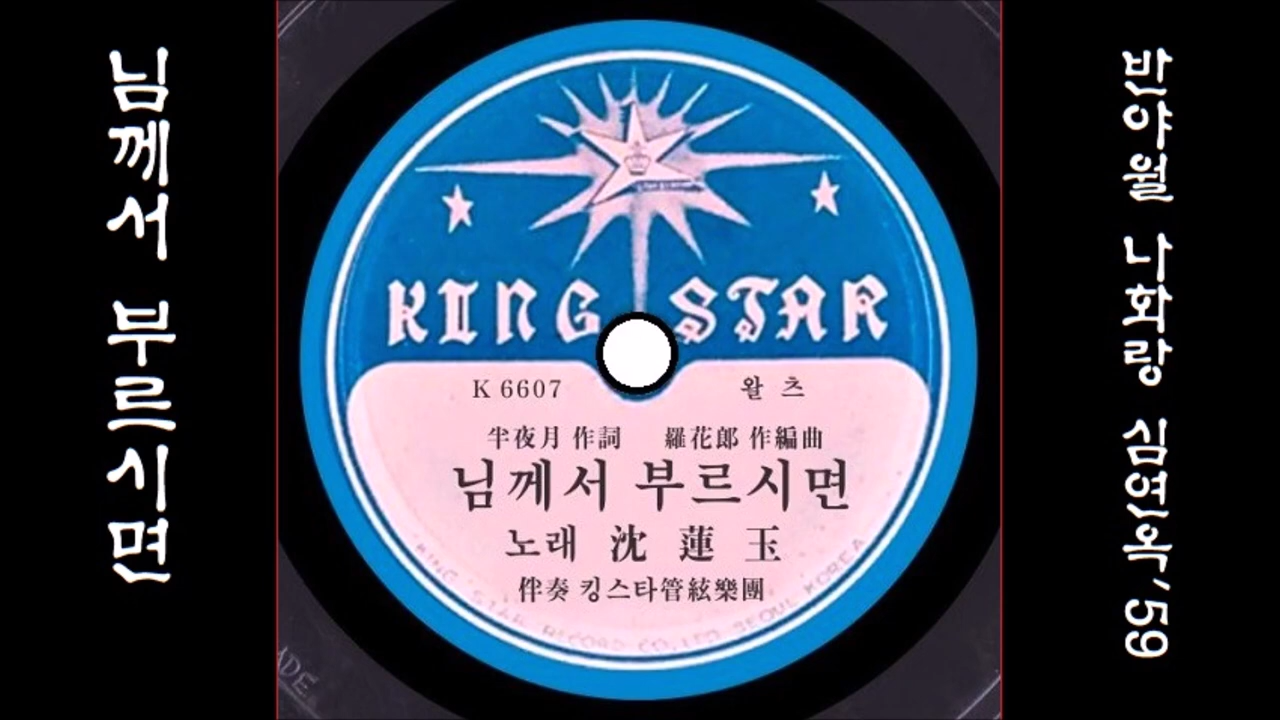 님께서 부르시면
KING STAR
K 6607 왈츠
半夜月 作詞 羅花郎 作編曲
님께서 부르시면
노래 沈蓮玉
伴奏 킹스타管絃樂團
KING STAR RECORD CO., LTD SEOUL KOREA
반야월 나화랑 심연옥, '59